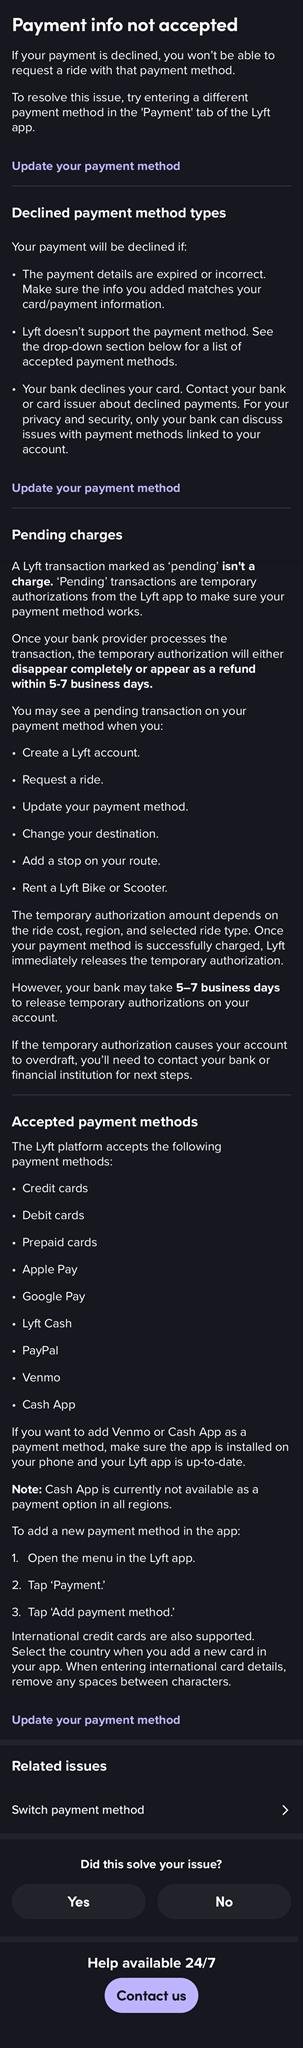 Payment info not accepted
If your payment is declined, you won't be able to
request a ride with that payment method.
To resolve this issue, try entering a different
payment method in the 'Payment' tab of the Lyft
app.
Update your payment method
Declined payment method types
Your payment will be declined if:
• The payment details are expired or incorrect.
Make sure the info you added matches your
card/payment information.
• Lyft doesn't support the payment method. See
the drop-down section below for a list of
accepted payment methods.
• Your bank declines your card. Contact your bank
or card issuer about declined payments. For your
privacy and security, only your bank can discuss
issues with payment methods linked to your
account.
Update your payment method
Pending charges
A Lyft transaction marked as ‘pending’ isn't a
charge. ‘Pending’ transactions are temporary
authorizations from the Lyft app to make sure your
payment method works.
Once your bank provider processes the
transaction, the temporary authorization will either
disappear completely or appear as a refund
within 5-7 business days.
You may see a pending transaction on your
payment method when you:
• Create a Lyft account.
• Request a ride.
• Update your payment method.
• Change your destination.
• Add a stop on your route.
• Rent a Lyft Bike or Scooter.
The temporary authorization amount depends on
the ride cost, region, and selected ride type. Once
your payment method is successfully charged, Lyft
immediately releases the temporary authorization.
However, your bank may take 5–7 business days
to release temporary authorizations on your
account.
If the temporary authorization causes your account
to overdraft, you'll need to contact your bank or
financial institution for next steps.
Accepted payment methods
The Lyft platform accepts the following
payment methods:
• Credit cards
• Debit cards
• Prepaid cards
• Apple Pay
• Google Pay
• Lyft Cash
• PayPal
• Venmo
• Cash App
If you want to add Venmo or Cash App as a
payment method, make sure the app is installed on
your phone and your Lyft app is up-to-date.
Note: Cash App is currently not available as a
payment option in all regions.
To add a new payment method in the app:
1. Open the menu in the Lyft app.
2. Tap ‘Payment.’
3. Tap ‘Add payment method.’
International credit cards are also supported.
Select the country when you add a new card in
your app. When entering international card details,
remove any spaces between characters.
Update your payment method
Related issues
Switch payment method
Did this solve your issue?
Yes
No
Help available 24/7
Contact us